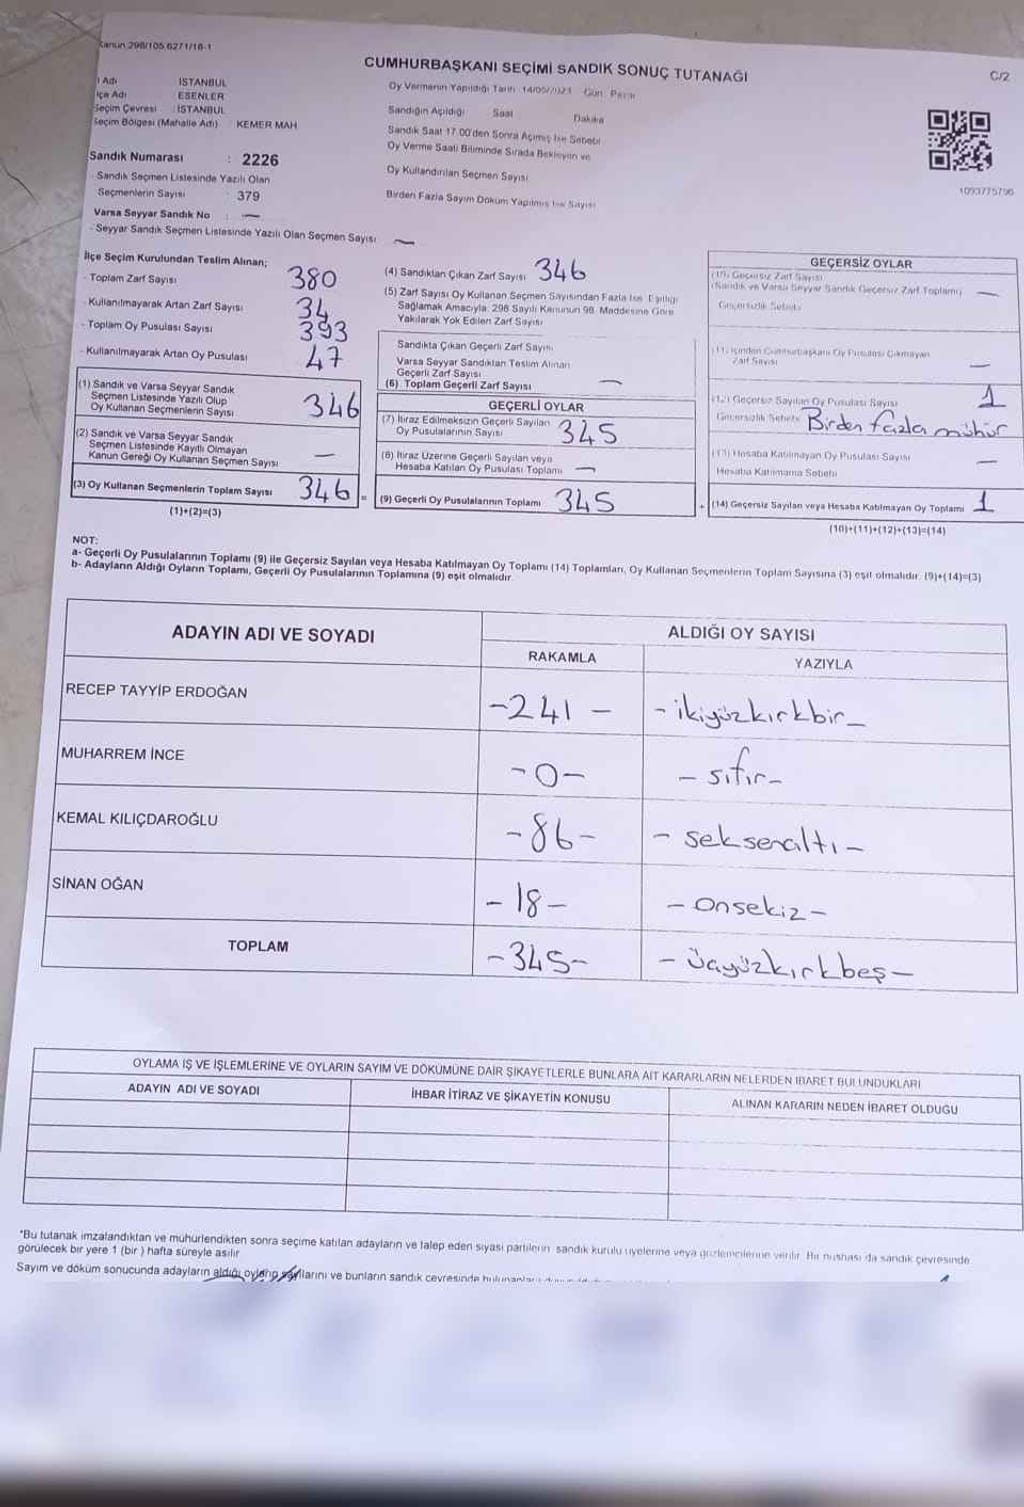 Kanun 298/105 6271/18-1
CUMHURBAŞKANI SEÇİMİ SANDIK SONUÇ TUTANAĞI
C/2
İl Adı İSTANBUL
İlçe Adı ESENLER
Seçim Çevresi İSTANBUL
Seçim Bölgesi (Mahalle Adı) KEMER MAH.
Sandık Numarası : 2226
- Sandık Seçmen Listesinde Yazılı Olan
Seçmenlerin Sayısı : 379
Varsa Seyyar Sandık No : —
- Seyyar Sandık Seçmen Listesinde Yazılı Olan Seçmen Sayısı —
Oy Vermenin Yapıldığı Tarih 14/05/2023 Gün Pazar
Sandığın Açıldığı Saat Dakika
Sandık Saat 17.00'den Sonra Açılmış İse Sebebi
Oy Verme Saati Bitiminde Sırada Bekleyen ve
Oy Kullandırılan Seçmen Sayısı
Birden Fazla Sayım Döküm Yapılmış İse Sayısı
1093775796
İlçe Seçim Kurulundan Teslim Alınan;
- Toplam Zarf Sayısı 380
- Kullanılmayarak Artan Zarf Sayısı 34
- Toplam Oy Pusulası Sayısı 393
- Kullanılmayarak Artan Oy Pusulası 47
(1) Sandık ve Varsa Seyyar Sandık
Seçmen Listesinde Yazılı Olup
Oy Kullanan Seçmenlerin Sayısı 346
(2) Sandık ve Varsa Seyyar Sandık
Seçmen Listesinde Kayıtlı Olmayan
Kanun Gereği Oy Kullanan Seçmen Sayısı —
(3) Oy Kullanan Seçmenlerin Toplam Sayısı 346 =
(1)+(2)=(3)
(4) Sandıktan Çıkan Zarf Sayısı 346
(5) Zarf Sayısı Oy Kullanan Seçmen Sayısından Fazla İse Eşitliği
Sağlamak Amacıyla 298 Sayılı Kanunun 98. Maddesine Göre
Yakılarak Yok Edilen Zarf Sayısı
Sandıkta Çıkan Geçerli Zarf Sayısı
Varsa Seyyar Sandıktan Teslim Alınan
Geçerli Zarf Sayısı
(6) Toplam Geçerli Zarf Sayısı —
GEÇERLİ OYLAR
(7) İtiraz Edilmeksizin Geçerli Sayılan
Oy Pusulalarının Sayısı 345
(8) İtiraz Üzerine Geçerli Sayılan veya
Hesaba Katılan Oy Pusulası Toplamı —
(9) Geçerli Oy Pusulalarının Toplamı 345
GEÇERSİZ OYLAR
(10) Geçersiz Zarf Sayısı
(Sandık ve Varsa Seyyar Sandık Geçersiz Zarf Toplamı) —
Geçersizlik Sebebi
(11) İçinden Cumhurbaşkanı Oy Pusulası Çıkmayan
Zarf Sayısı —
(12) Geçersiz Sayılan Oy Pusulası Sayısı 1
Geçersizlik Sebebi Birden fazla mühür
(13) Hesaba Katılmayan Oy Pusulası Sayısı —
Hesaba Katılmama Sebebi
+ (14) Geçersiz Sayılan veya Hesaba Katılmayan Oy Toplamı 1
(10)+(11)+(12)+(13)=(14)
NOT:
a- Geçerli Oy Pusulalarının Toplamı (9) ile Geçersiz Sayılan veya Hesaba Katılmayan Oy Toplamı (14) Toplamları, Oy Kullanan Seçmenlerin Toplam Sayısına (3) eşit olmalıdır. (9)+(14)=(3)
b- Adayların Aldığı Oyların Toplamı, Geçerli Oy Pusulalarının Toplamına (9) eşit olmalıdır.
ADAYIN ADI VE SOYADI ALDIĞI OY SAYISI
RAKAMLA YAZIYLA
RECEP TAYYİP ERDOĞAN -241- -ikiyüzkırkbir-
MUHARREM İNCE -0- -sıfır-
KEMAL KILIÇDAROĞLU -86- -seksenaltı-
SİNAN OĞAN -18- -onsekiz-
TOPLAM -345- -üçyüzkırkbeş-
OYLAMA İŞ VE İŞLEMLERİNE VE OYLARIN SAYIM VE DÖKÜMÜNE DAİR ŞİKAYETLERLE BUNLARA AİT KARARLARIN NELERDEN İBARET BULUNDUKLARI
ADAYIN ADI VE SOYADI İHBAR İTİRAZ VE ŞİKAYETİN KONUSU ALINAN KARARIN NEDEN İBARET OLDUĞU
*Bu tutanak imzalandıktan ve mühürlendikten sonra seçime katılan adayların ve talep eden siyasi partilerin sandık kurulu üyelerine veya gözlemcilerine verilir. Bir nüshası da sandık çevresinde
görülecek bir yere 1 (bir) hafta süreyle asılır
Sayım ve döküm sonucunda adayların aldığı oyların sayılarını ve bunların sandık çevresinde